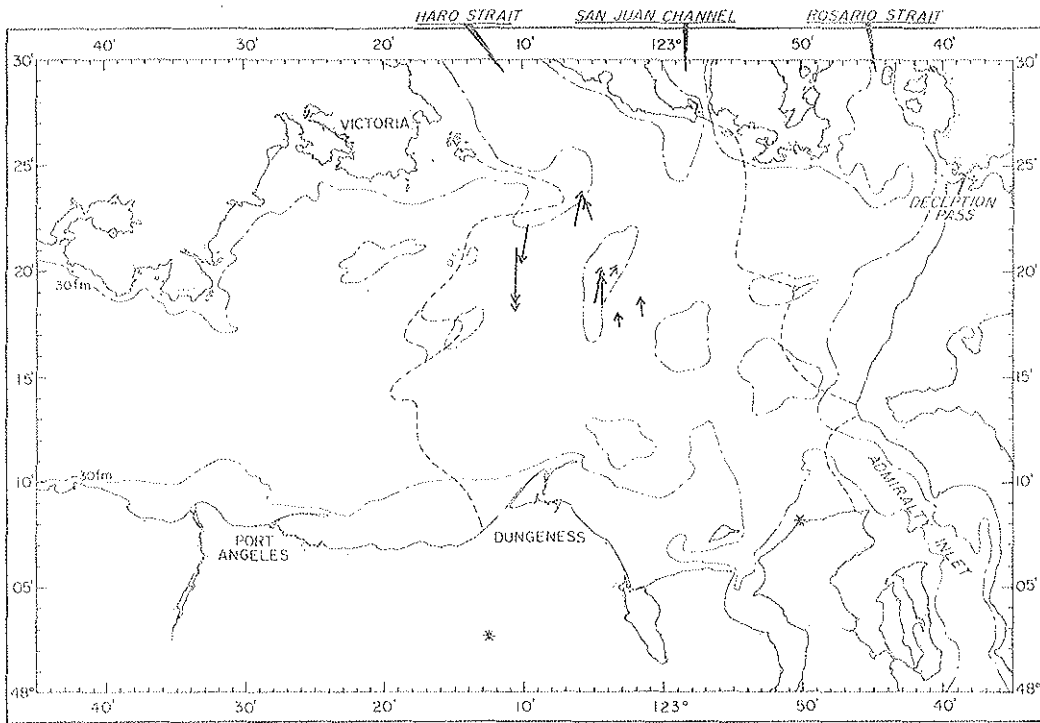 HARO STRAIT SAN JUAN CHANNEL ROSARIO STRAIT
40' 30' 20' 10' 123° 50' 40'
30' 30'
VICTORIA
25' 25'
DECEPTION
PASS
20' 20'
30fm
15' 15'
30fm
10' 10'
ADMIRALTY INLET
PORT
ANGELES
DUNGENESS
05' 05'
48° 48°
40' 30' 20' 10' 123° 50' 40'